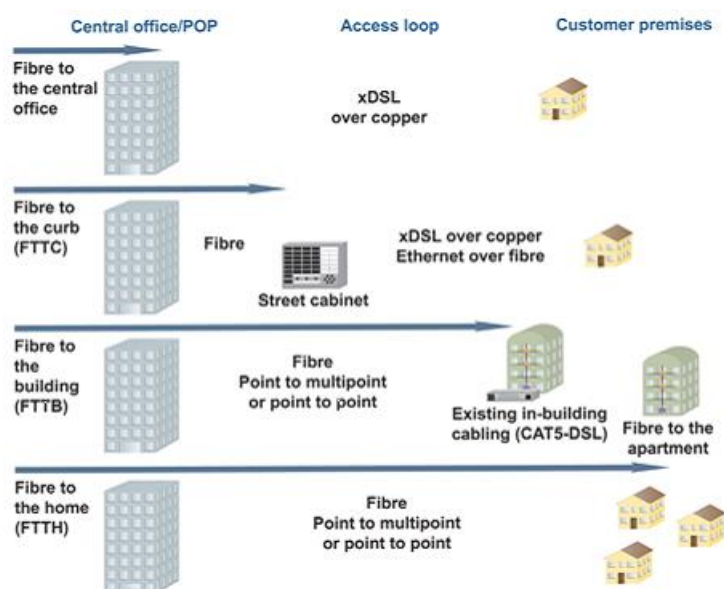 Central office/POP
Access loop
Customer premises
Fibre to
the central
office
xDSL
over copper
Fibre to
the curb
(FTTC)
Fibre
Street cabinet
xDSL over copper
Ethernet over fibre
Fibre to
the
building
(FTTB)
Fibre
Point to multipoint
or point to point
Existing in-building
cabling (CAT5-DSL)
Fibre to the
apartment
Fibre to
the home
(FTTH)
Fibre
Point to multipoint
or point to point